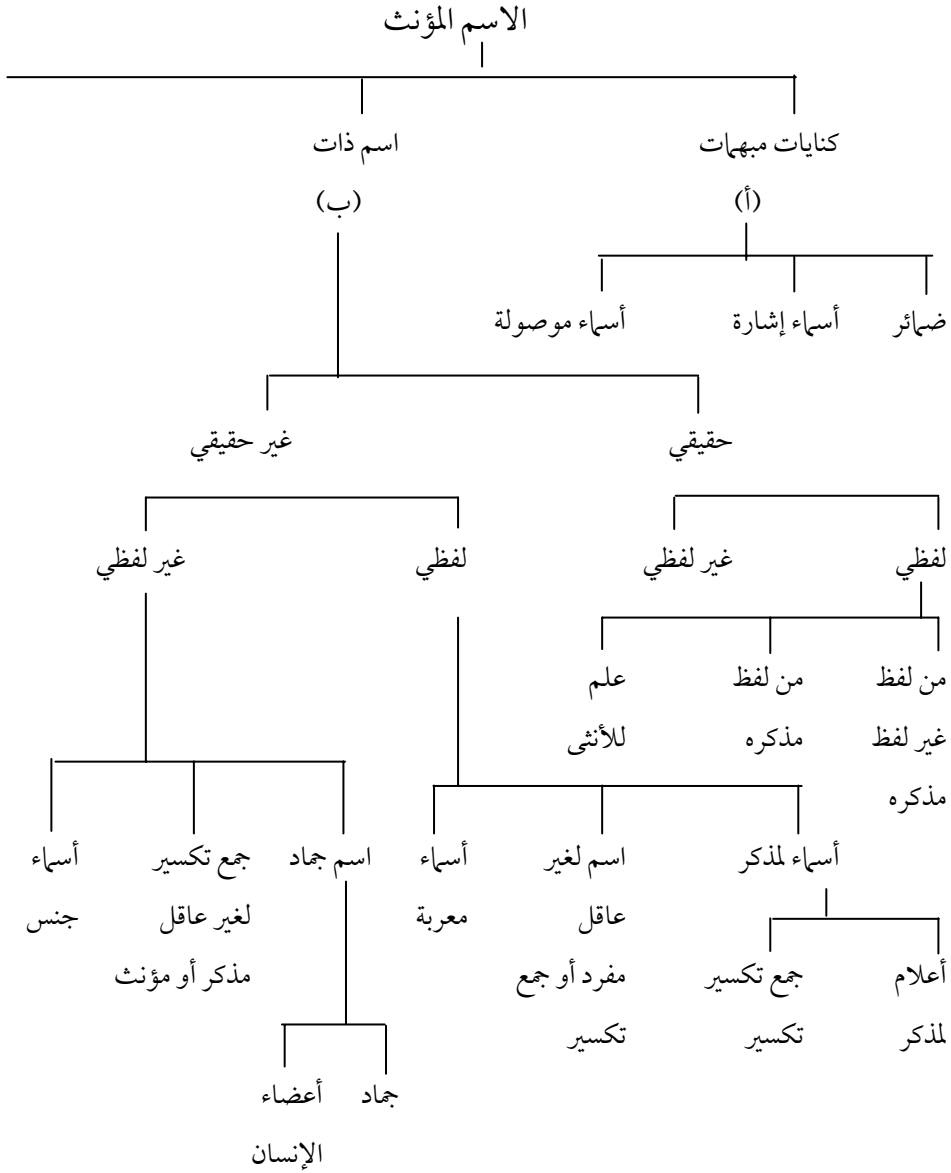 الاسم المؤنث
كنايات مبهمات
اسم ذات
(أ)
(ب)
ضمائر
أسماء إشارة
أسماء موصولة
حقيقي
غير حقيقي
لفظي
غير لفظي
لفظي
غير لفظي
من لفظ
غير لفظ
مذكره
من لفظ
مذكره
علم
للأنثى
أسماء لمذكر
اسم لغير
عاقل
مفرد أو جمع
تكسير
أسماء
معربة
اسم جماد
جمع تكسير
لغير عاقل
مذكر أو مؤنث
أسماء
جنس
أعلام
لمذكر
جمع تكسير
تكسير
جماد
أعضاء
الإنسان